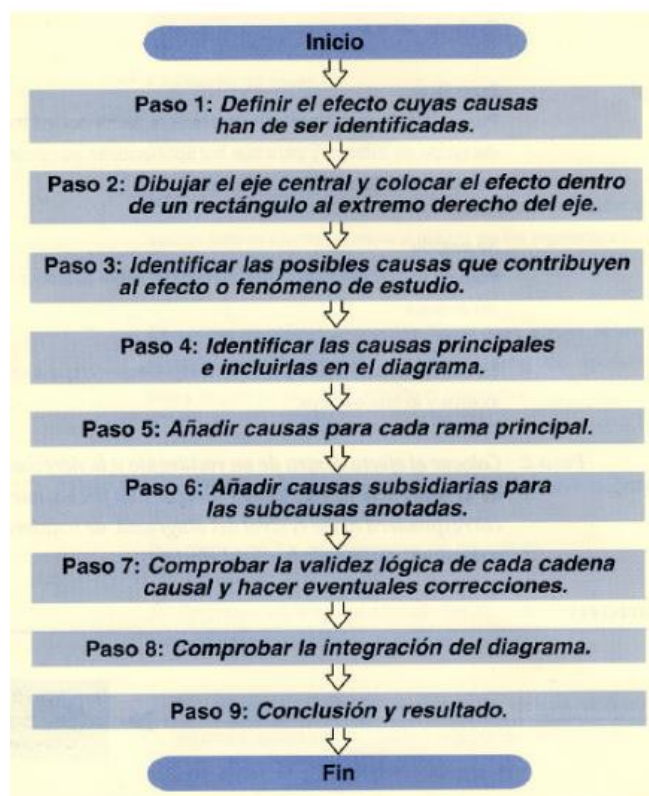 Inicio
Paso 1: Definir el efecto cuyas causas
han de ser identificadas.
Paso 2: Dibujar el eje central y colocar el efecto dentro
de un rectángulo al extremo derecho del eje.
Paso 3: Identificar las posibles causas que contribuyen
al efecto o fenómeno de estudio.
Paso 4: Identificar las causas principales
e incluirlas en el diagrama.
Paso 5: Añadir causas para cada rama principal.
Paso 6: Añadir causas subsidiarias para
las subcausas anotadas.
Paso 7: Comprobar la validez lógica de cada cadena
causal y hacer eventuales correcciones.
Paso 8: Comprobar la integración del diagrama.
Paso 9: Conclusión y resultado.
Fin